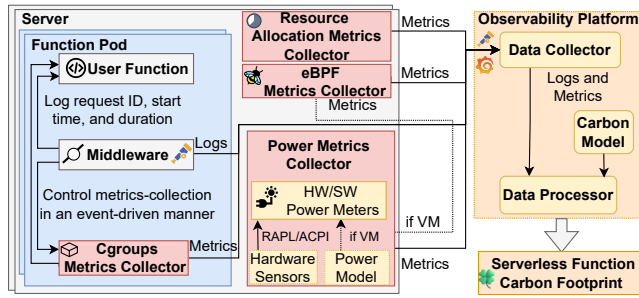 Server
Function Pod
User Function
Log request ID, start
time, and duration
Middleware
Logs
Control metrics-collection
in an event-driven manner
Cgroups
Metrics Collector
Metrics
Resource
Allocation Metrics
Collector
Metrics
eBPF
Metrics Collector
Metrics
Metrics
Power Metrics
Collector
HW/SW
Power Meters
RAPL/ACPI
if VM
Hardware
Sensors
Power
Model
if VM
Metrics
Observability Platform
Data Collector
Logs and
Metrics
Carbon
Model
Data Processor
Serverless Function
Carbon Footprint